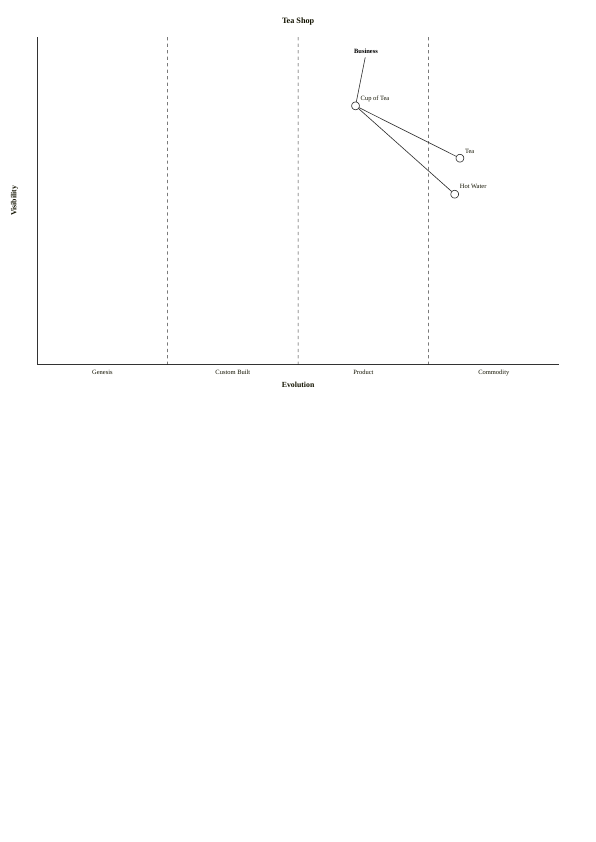 Tea Shop
Business
Cup of Tea
Tea
Hot Water
Visibility
Genesis
Custom Built
Product
Commodity
Evolution